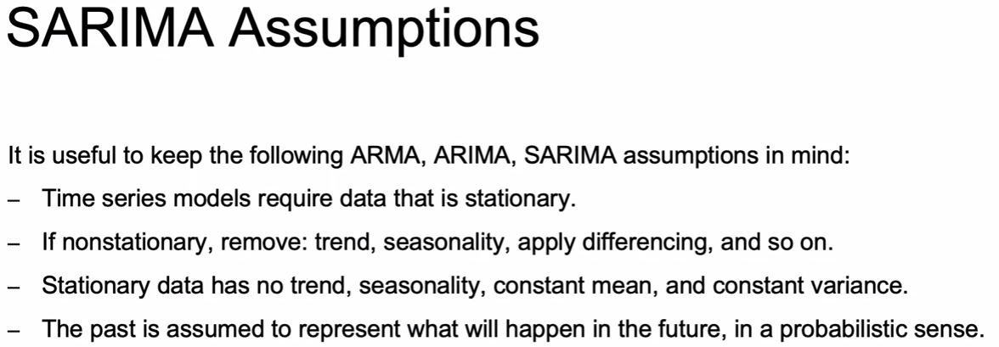 SARIMA Assumptions
It is useful to keep the following ARMA, ARIMA, SARIMA assumptions in mind:
– Time series models require data that is stationary.
– If nonstationary, remove: trend, seasonality, apply differencing, and so on.
– Stationary data has no trend, seasonality, constant mean, and constant variance.
– The past is assumed to represent what will happen in the future, in a probabilistic sense.